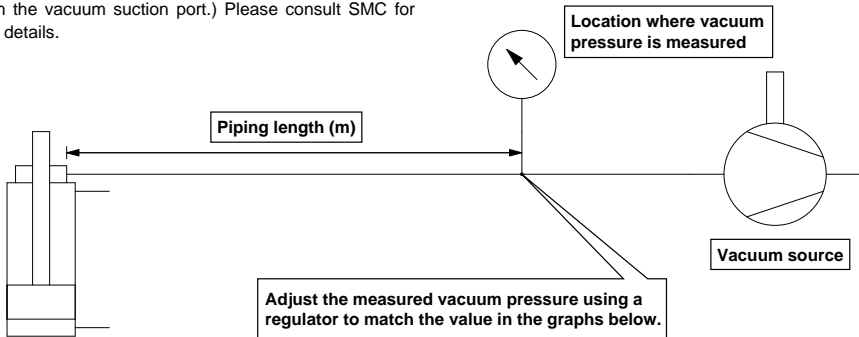 the vacuum suction port.) Please consult SMC for
details.
Location where vacuum
pressure is measured
Piping length (m)
Vacuum source
Adjust the measured vacuum pressure using a
regulator to match the value in the graphs below.